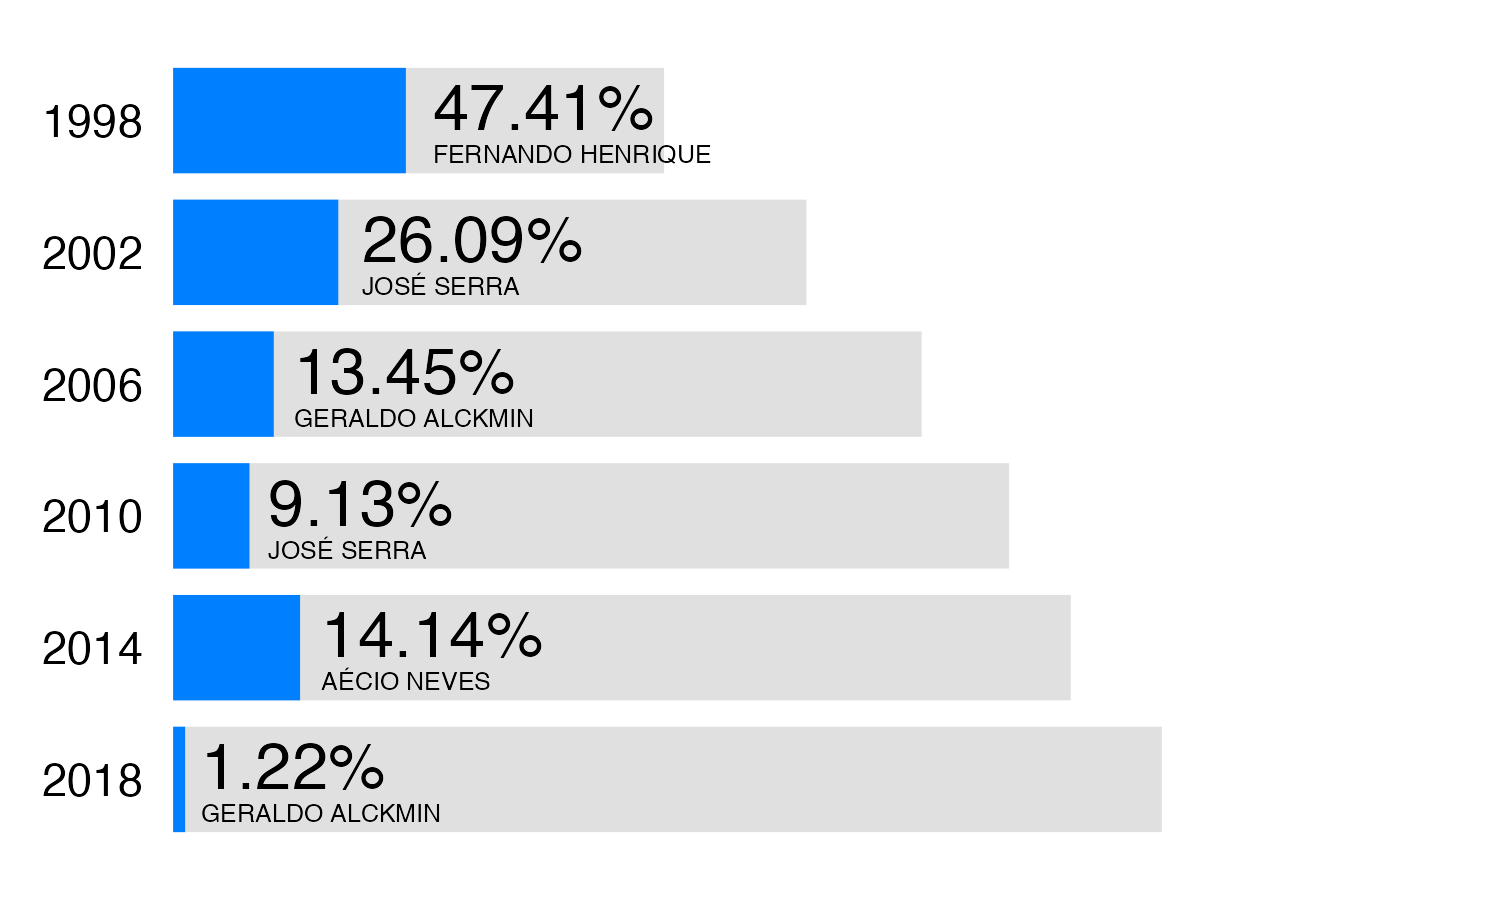 1998
47.41%
FERNANDO HENRIQUE
2002
26.09%
JOSÉ SERRA
2006
13.45%
GERALDO ALCKMIN
2010
9.13%
JOSÉ SERRA
2014
14.14%
AÉCIO NEVES
2018
1.22%
GERALDO ALCKMIN